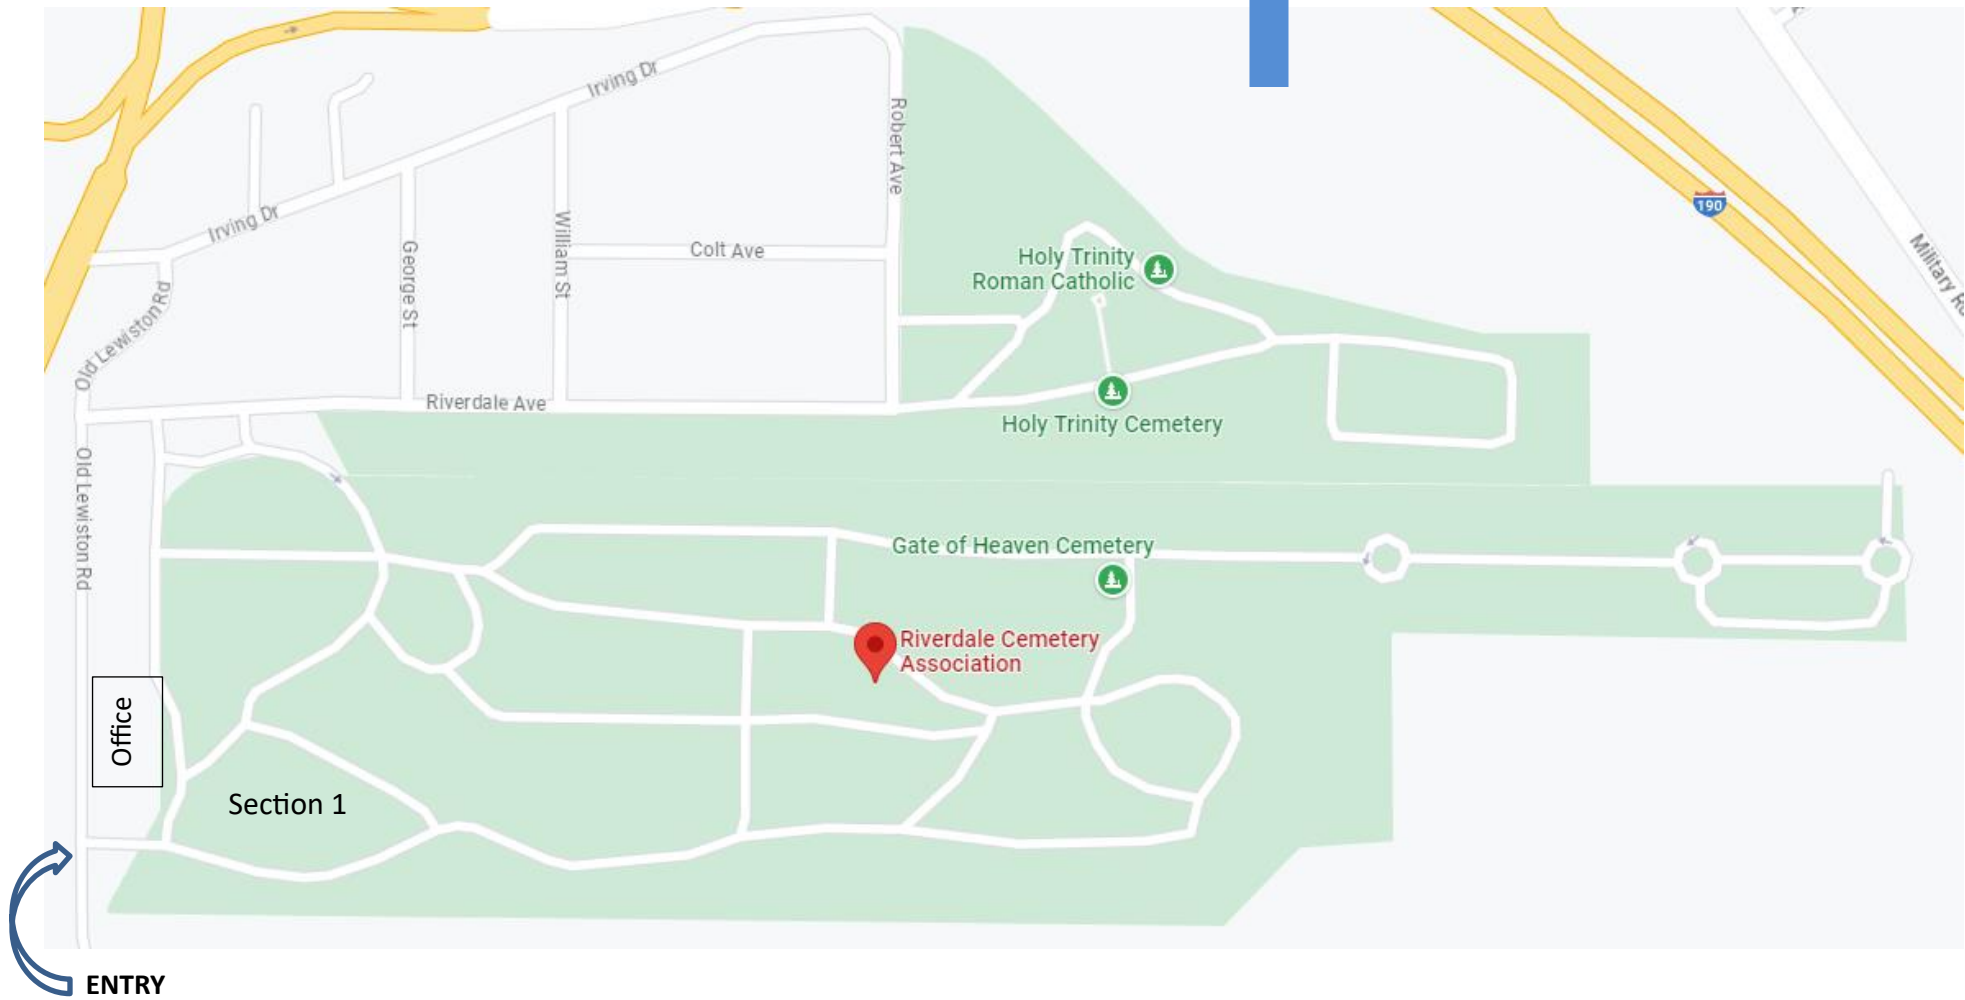 Irving Dr
Robert Ave
190
Military
Irving Dr
George St
William St
Colt Ave
Holy Trinity
Roman Catholic
Old Lewiston Rd
Riverdale Ave
Holy Trinity Cemetery
Old Lewiston Rd
Gate of Heaven Cemetery
Riverdale Cemetery
Association
Office
Section 1
ENTRY